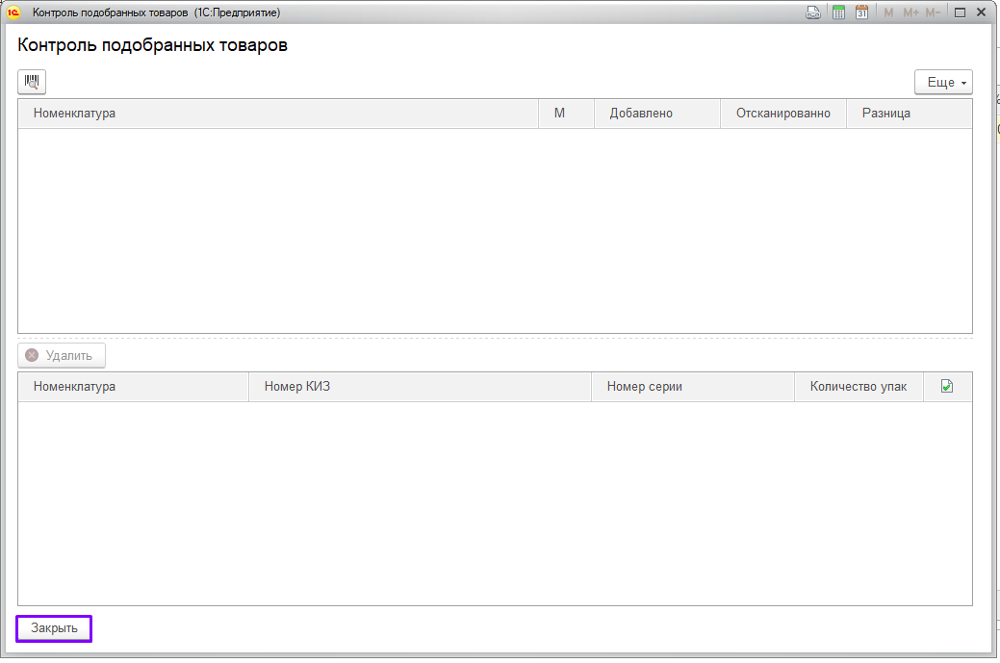 Контроль подобранных товаров (1С:Предприятие)
M M+ M-
Контроль подобранных товаров
Еще
Номенклатура М Добавлено Отсканированно Разница
Удалить
Номенклатура Номер КИЗ Номер серии Количество упак
Закрыть